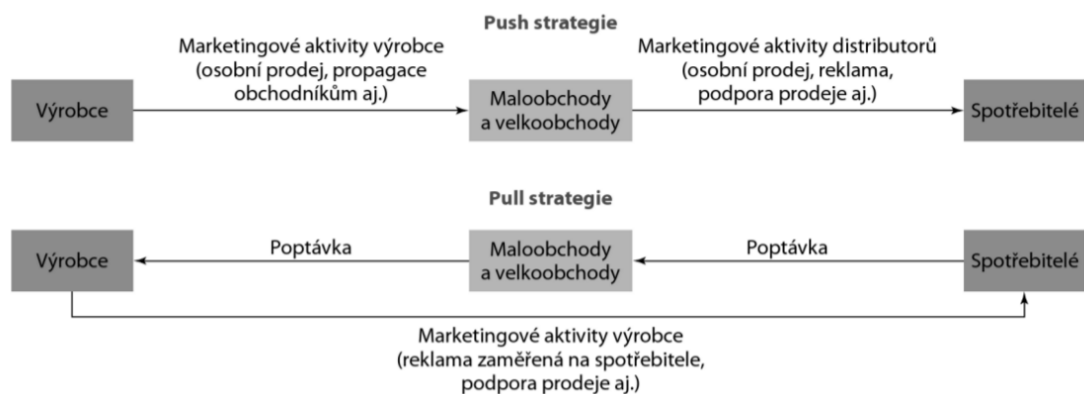 Push strategie
Marketingové aktivity výrobce
(osobní prodej, propagace
obchodníkům aj.)
Marketingové aktivity distributorů
(osobní prodej, reklama,
podpora prodeje aj.)
Výrobce
Maloobchody
a velkoobchody
Spotřebitelé
Pull strategie
Výrobce
Poptávka
Maloobchody
a velkoobchody
Poptávka
Spotřebitelé
Marketingové aktivity výrobce
(reklama zaměřená na spotřebitele,
podpora prodeje aj.)